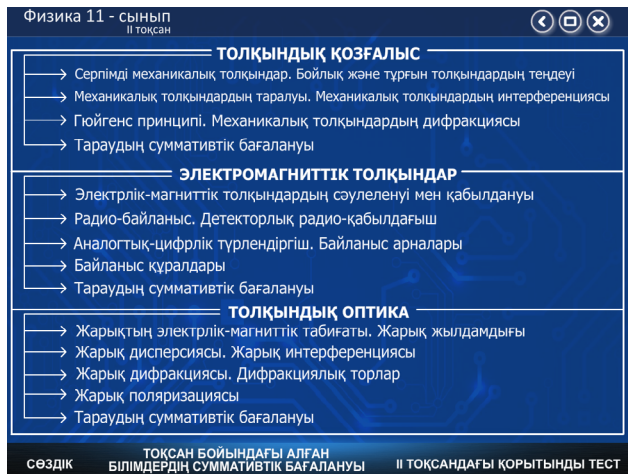 Физика 11 - сынып
II тоқсан
ТОЛҚЫНДЫҚ ҚОЗҒАЛЫС
Серпімді механикалық толқындар. Бойлық және тұрғын толқындардың теңдеуі
Механикалық толқындардың таралуы. Механикалық толқындардың интерференциясы
Гюйгенс принципі. Механикалық толқындардың дифракциясы
Тараудың суммативтік бағалануы
ЭЛЕКТРОМАГНИТТІК ТОЛҚЫНДАР
Электрлік-магниттік толқындардың сәулеленуі мен қабылдануы
Радио-байланыс. Детекторлық радио-қабылдағыш
Аналогтық-цифрлік түрлендіргіш. Байланыс арналары
Байланыс құралдары
Тараудың суммативтік бағалануы
ТОЛҚЫНДЫҚ ОПТИКА
Жарықтың электрлік-магниттік табиғаты. Жарық жылдамдығы
Жарық дисперсиясы. Жарық интерференциясы
Жарық дифракциясы. Дифракциялық торлар
Жарық поляризациясы
Тараудың суммативтік бағалануы
СӨЗДІК
ТОҚСАН БОЙЫНДАҒЫ АЛҒАН
БІЛІМДЕРДІҢ СУММАТИВТІК БАҒАЛАНУЫ
II ТОҚСАНДАҒЫ ҚОРЫТЫНДЫ ТЕСТ